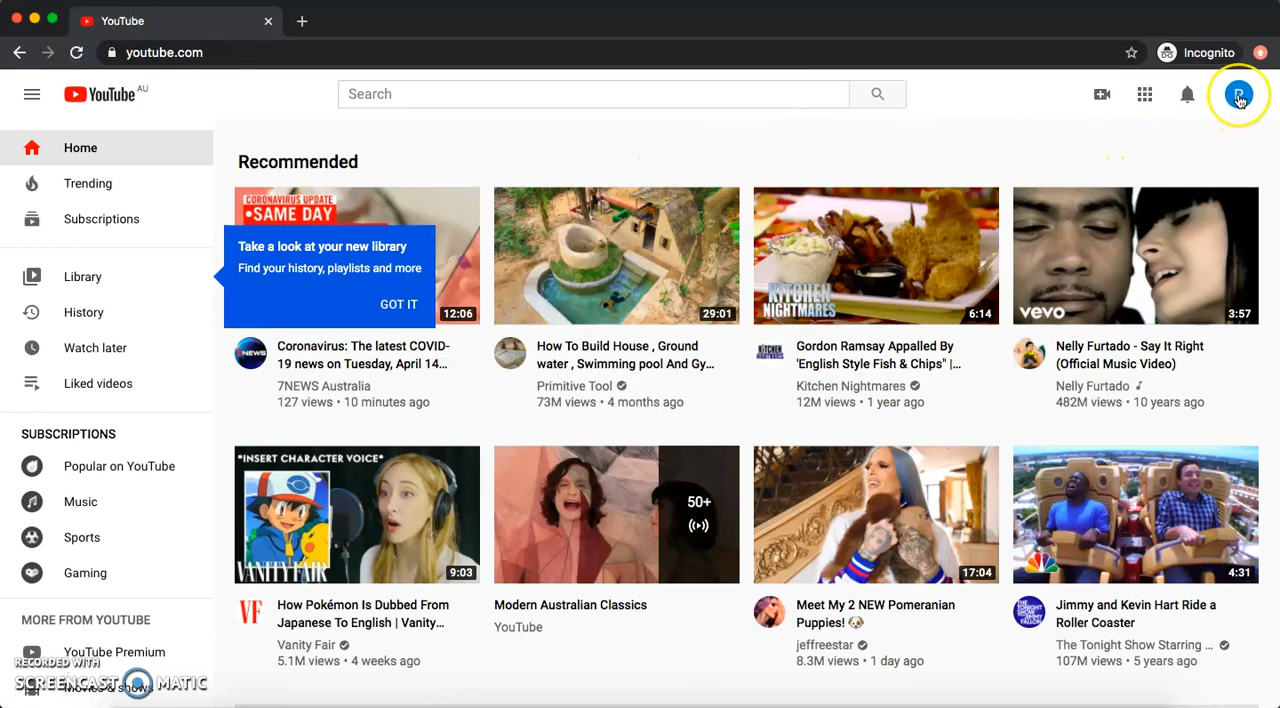 YouTube
youtube.com
Incognito
YouTube AU
Search
Home
Trending
Subscriptions
Library
History
Watch later
Liked videos
SUBSCRIPTIONS
Popular on YouTube
Music
Sports
Gaming
MORE FROM YOUTUBE
YouTube Premium
Movies & shows
RECORDED WITH
SCREENCAST MATIC
Recommended
CORONAVIRUS UPDATE
•SAME DAY
Take a look at your new library
Find your history, playlists and more
GOT IT
12:06
7NEWS
Coronavirus: The latest COVID-
19 news on Tuesday, April 14...
7NEWS Australia
127 views • 10 minutes ago
29:01
How To Build House , Ground
water , Swimming pool And Gy...
Primitive Tool
73M views • 4 months ago
KITCHEN
NIGHTMARES
6:14
KITCHEN
NIGHTMARES
Gordon Ramsay Appalled By
'English Style Fish & Chips" |...
Kitchen Nightmares
12M views • 1 year ago
vevo
3:57
Nelly Furtado - Say It Right
(Official Music Video)
Nelly Furtado
482M views • 10 years ago
*INSERT CHARACTER VOICE*
VANITY FAIR
9:03
VF
How Pokémon Is Dubbed From
Japanese To English | Vanity...
Vanity Fair
5.1M views • 4 weeks ago
50+
Modern Australian Classics
YouTube
17:04
Meet My 2 NEW Pomeranian
Puppies! 🐶
jeffreestar
8.3M views • 1 day ago
NBC
4:31
Jimmy and Kevin Hart Ride a
Roller Coaster
The Tonight Show Starring ...
107M views • 5 years ago